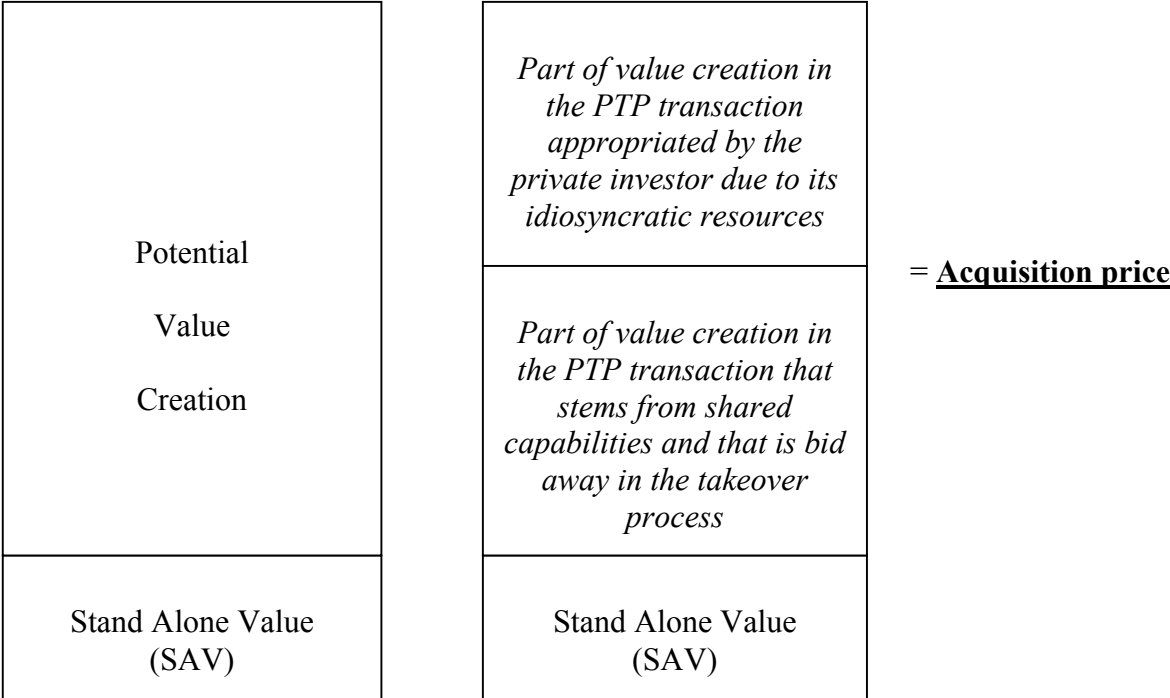 Potential
Value
Creation
Stand Alone Value
(SAV)
Part of value creation in
the PTP transaction
appropriated by the
private investor due to its
idiosyncratic resources
Part of value creation in
the PTP transaction that
stems from shared
capabilities and that is bid
away in the takeover
process
Stand Alone Value
(SAV)
= Acquisition price